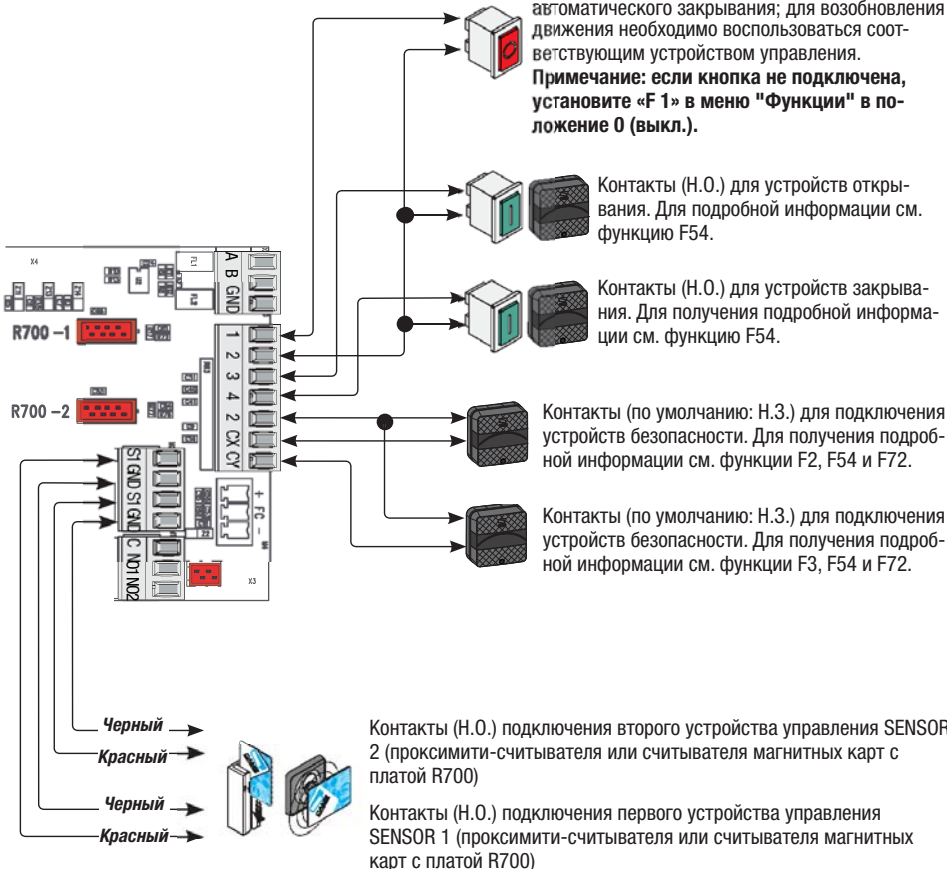 автоматического закрывания; для возобновления
движения необходимо воспользоваться соот-
ветствующим устройством управления.
Примечание: если кнопка не подключена,
установите «F 1» в меню "Функции" в по-
ложение 0 (выкл.).
Контакты (Н.О.) для устройств откры-
вания. Для подробной информации см.
функцию F54.
Контакты (Н.О.) для устройств закрыва-
ния. Для получения подробной информа-
ции см. функцию F54.
Контакты (по умолчанию: Н.З.) для подключения
устройств безопасности. Для получения подроб-
ной информации см. функции F2, F54 и F72.
Контакты (по умолчанию: Н.З.) для подключения
устройств безопасности. Для получения подроб-
ной информации см. функции F3, F54 и F72.
X4
FL1
FL2
A B GND
R700 –1
1 2 3 4 2 CX CY
R700 –2
S1 GND S1 GND
+ FC -
C NO1 NO2
X3
Черный
Красный
Черный
Красный
Контакты (Н.О.) подключения второго устройства управления SENSOR
2 (проксимити-считывателя или считывателя магнитных карт с
платой R700)
Контакты (Н.О.) подключения первого устройства управления
SENSOR 1 (проксимити-считывателя или считывателя магнитных
карт с платой R700)